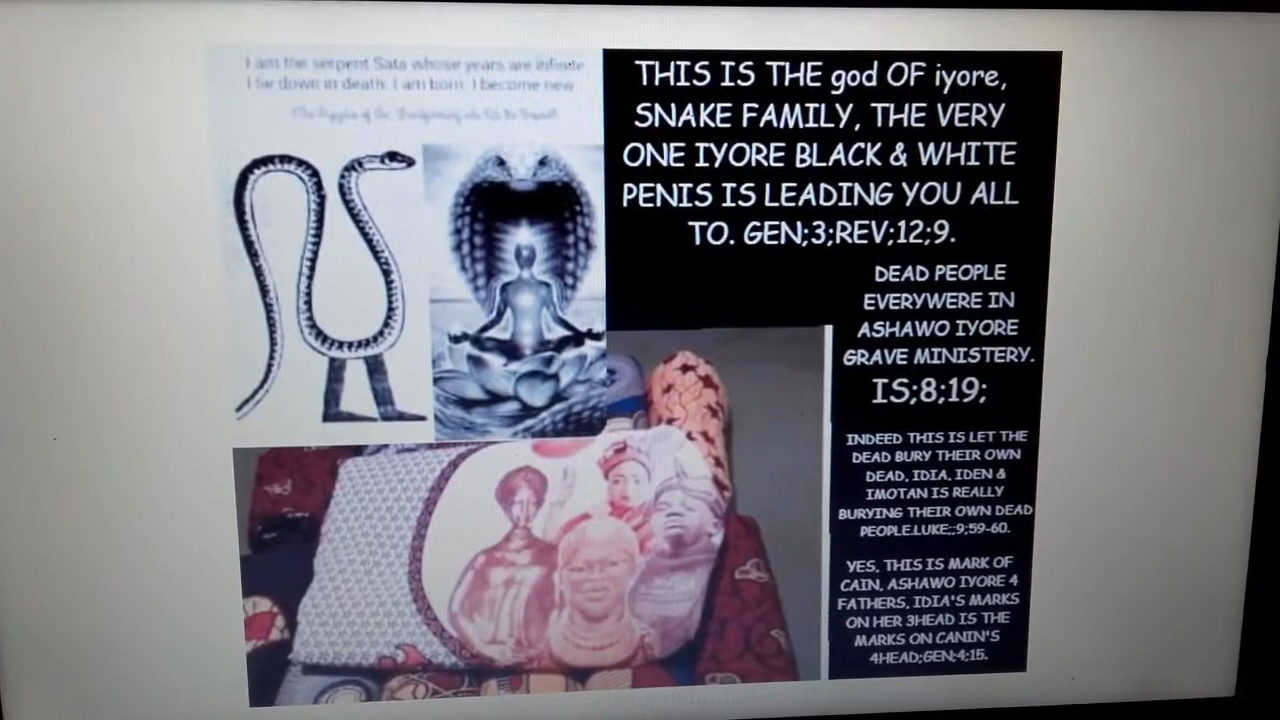 I am the serpent Sata whose years are infinite
I lie down in death. I am born. I become new
THIS IS THE god OF iyore,
SNAKE FAMILY, THE VERY
ONE IYORE BLACK & WHITE
PENIS IS LEADING YOU ALL
TO. GEN;3;REV;12;9.
DEAD PEOPLE
EVERYWERE IN
ASHAWO IYORE
GRAVE MINISTERY.
IS;8;19;
INDEED THIS IS LET THE
DEAD BURY THEIR OWN
DEAD, IDIA, IDEN &
IMOTAN IS REALLY
BURYING THEIR OWN DEAD
PEOPLE.LUKE;;9;59-60.
YES, THIS IS MARK OF
CAIN, ASHAWO IYORE 4
FATHERS, IDIA'S MARKS
ON HER 3HEAD IS THE
MARKS ON CANIN'S
4HEAD;GEN;4;15.